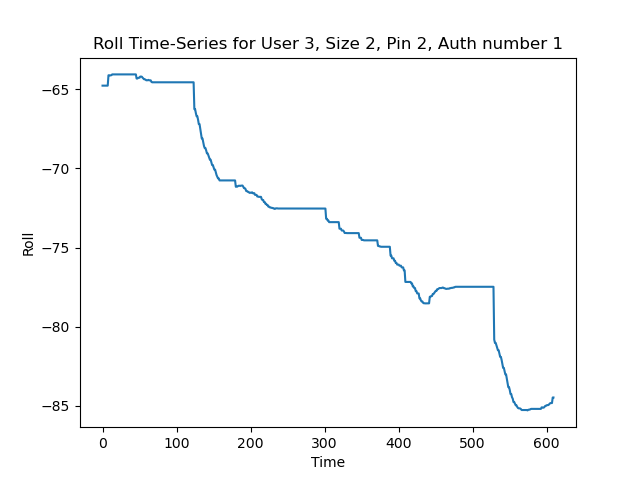 Roll Time-Series for User 3, Size 2, Pin 2, Auth number 1
−65
−70
−75
−80
−85
Roll
0 100 200 300 400 500 600
Time